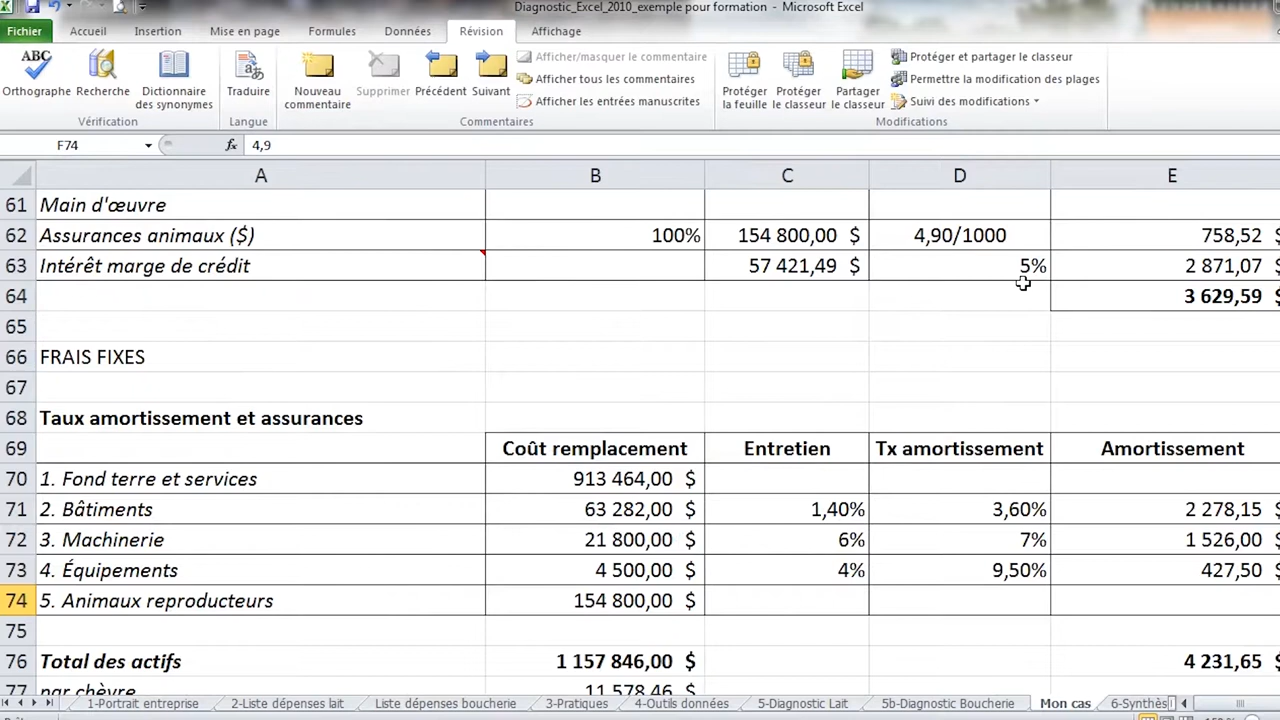 Diagnostic_Excel_2010_exemple pour formation - Microsoft Excel
Fichier Accueil Insertion Mise en page Formules Données Révision Affichage
ABC Orthographe
Recherche
Dictionnaire des synonymes
Vérification
Traduire
Langue
Nouveau commentaire
Supprimer
Précédent
Suivant
Afficher/masquer le commentaire
Afficher tous les commentaires
Afficher les entrées manuscrites
Commentaires
Protéger la feuille
Protéger le classeur
Partager le classeur
Protéger et partager le classeur
Permettre la modification des plages
Suivi des modifications
Modifications
F74 fx 4,9
A B C D E
61 Main d'œuvre
62 Assurances animaux ($) 100% 154 800,00 $ 4,90/1000 758,52 $
63 Intérêt marge de crédit 57 421,49 $ 5% 2 871,07 $
64 3 629,59 $
65
66 FRAIS FIXES
67
68 Taux amortissement et assurances
69 Coût remplacement Entretien Tx amortissement Amortissement
70 1. Fond terre et services 913 464,00 $
71 2. Bâtiments 63 282,00 $ 1,40% 3,60% 2 278,15 $
72 3. Machinerie 21 800,00 $ 6% 7% 1 526,00 $
73 4. Équipements 4 500,00 $ 4% 9,50% 427,50 $
74 5. Animaux reproducteurs 154 800,00 $
75
76 Total des actifs 1 157 846,00 $ 4 231,65 $
77 par chèvre 11 578,46 $
1-Portrait entreprise 2-Liste dépenses lait Liste dépenses boucherie 3-Pratiques 4-Outils données 5-Diagnostic Lait 5b-Diagnostic Boucherie Mon cas 6-Synthès